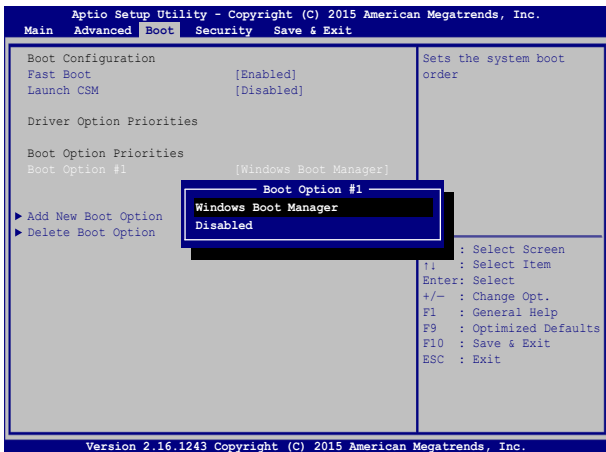 Aptio Setup Utility - Copyright (C) 2015 American Megatrends, Inc.
Main Advanced Boot Security Save & Exit
Boot Configuration
Fast Boot [Enabled]
Launch CSM [Disabled]
Driver Option Priorities
Boot Option Priorities
Boot Option #1 [Windows Boot Manager]
Add New Boot Option
Delete Boot Option
Boot Option #1
Windows Boot Manager
Disabled
Sets the system boot
order
: Select Screen
↑↓ : Select Item
Enter: Select
+/— : Change Opt.
F1 : General Help
F9 : Optimized Defaults
F10 : Save & Exit
ESC : Exit
Version 2.16.1243 Copyright (C) 2015 American Megatrends, Inc.